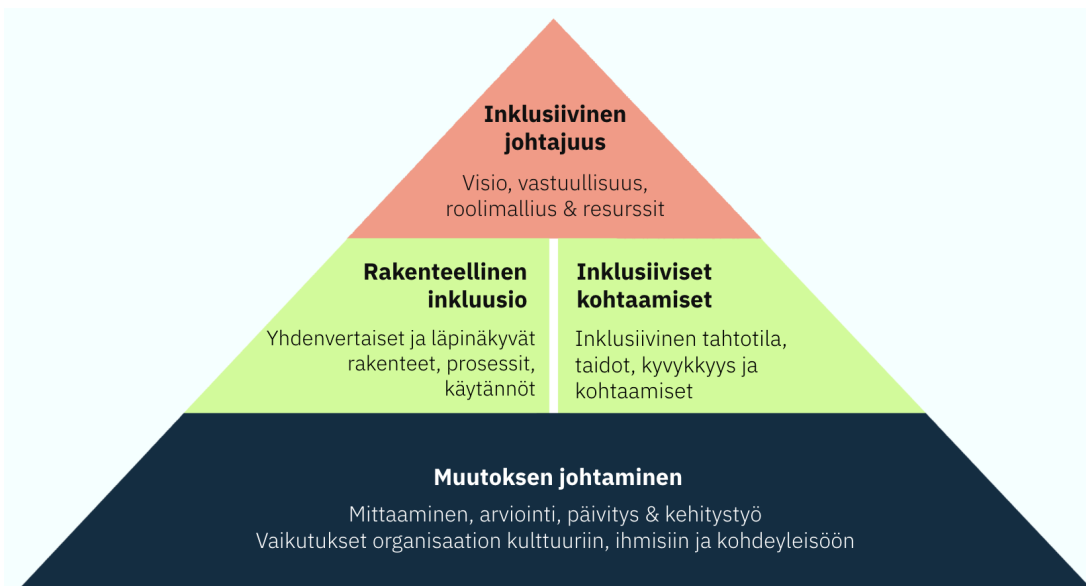 Inklusiivinen
johtajuus
Visio, vastuullisuus,
roolimallius & resurssit
Rakenteellinen
inkluusio
Yhdenvertaiset ja läpinäkyvät
rakenteet, prosessit,
käytännöt
Inklusiiviset
kohtaamiset
Inklusiivinen tahtotila,
taidot, kyvykkyys ja
kohtaamiset
Muutoksen johtaminen
Mittaaminen, arviointi, päivitys & kehitystyö
Vaikutukset organisaation kulttuuriin, ihmisiin ja kohdeyleisöön